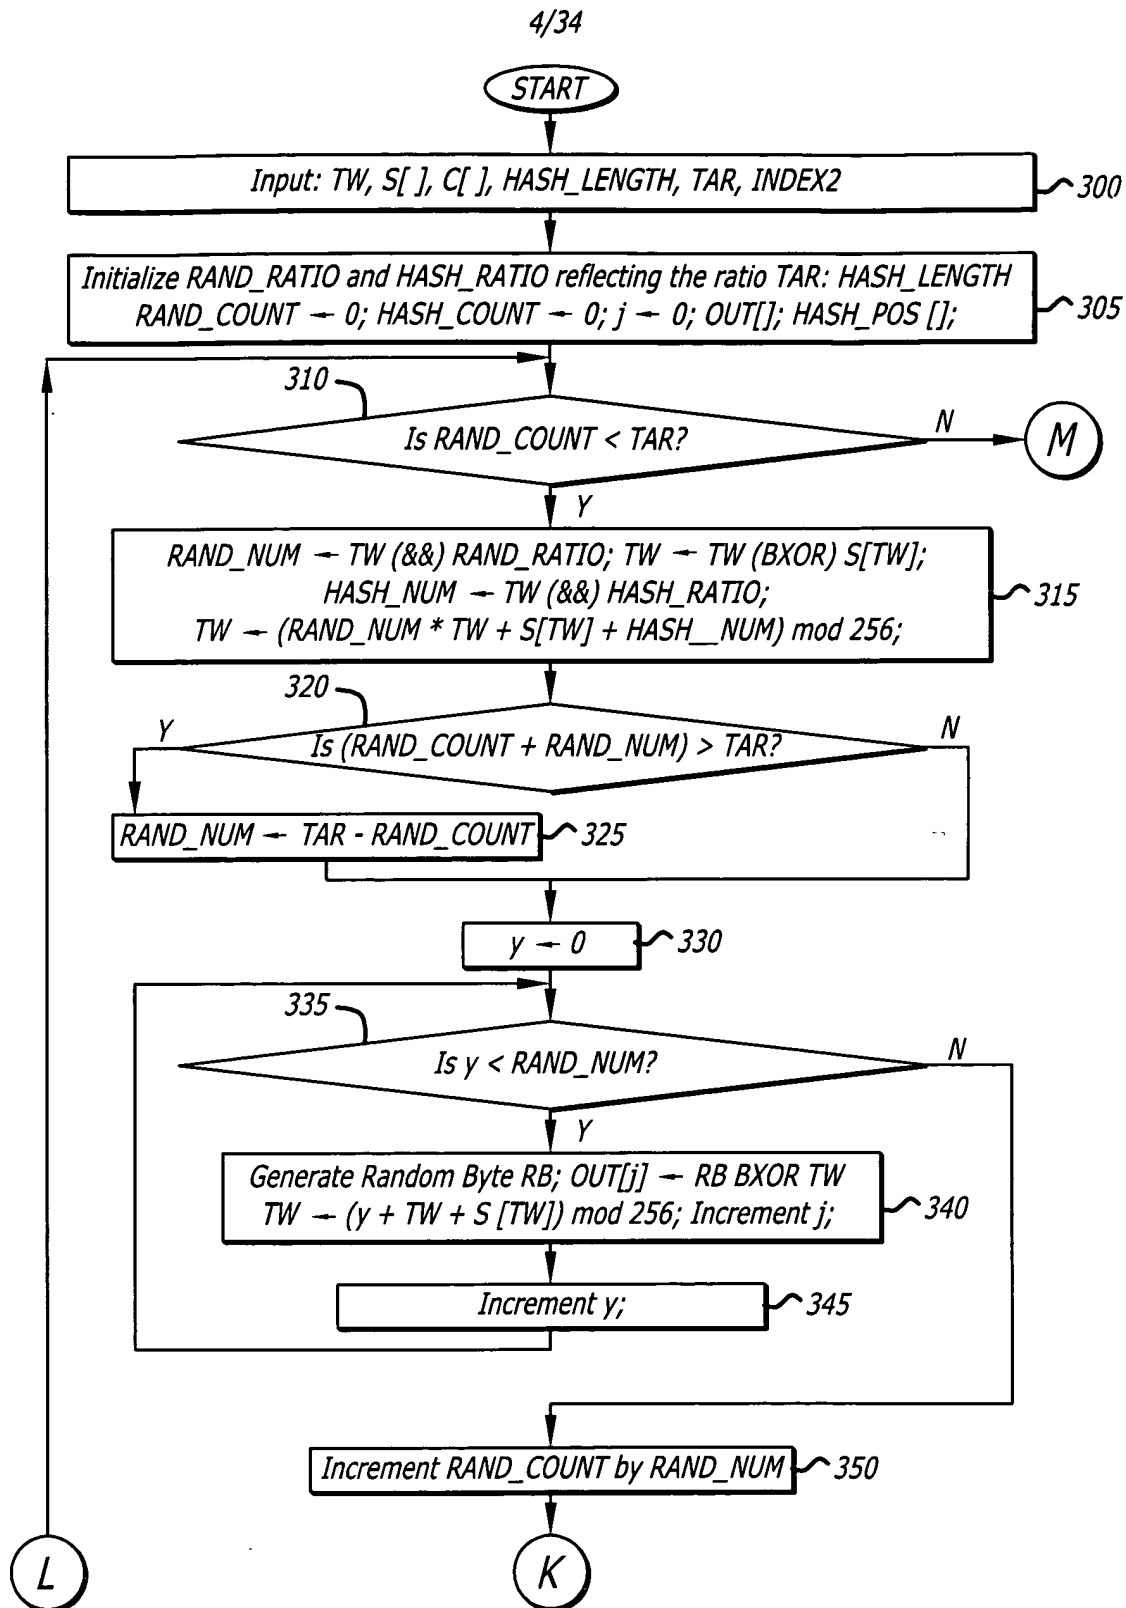 4/34
START
Input: TW, S[ ], C[ ], HASH_LENGTH, TAR, INDEX2
300
Initialize RAND_RATIO and HASH_RATIO reflecting the ratio TAR: HASH_LENGTH
RAND_COUNT ← 0; HASH_COUNT ← 0; j ← 0; OUT[]; HASH_POS [];
305
310
Is RAND_COUNT < TAR?
N
M
Y
RAND_NUM ← TW (&&) RAND_RATIO; TW ← TW (BXOR) S[TW];
HASH_NUM ← TW (&&) HASH_RATIO;
TW ← (RAND_NUM * TW + S[TW] + HASH__NUM) mod 256;
315
320
Y
Is (RAND_COUNT + RAND_NUM) > TAR?
N
RAND_NUM ← TAR - RAND_COUNT
325
y ← 0
330
335
Is y < RAND_NUM?
N
Y
Generate Random Byte RB; OUT[j] ← RB BXOR TW
TW ← (y + TW + S [TW]) mod 256; Increment j;
340
Increment y;
345
Increment RAND_COUNT by RAND_NUM
350
L
K